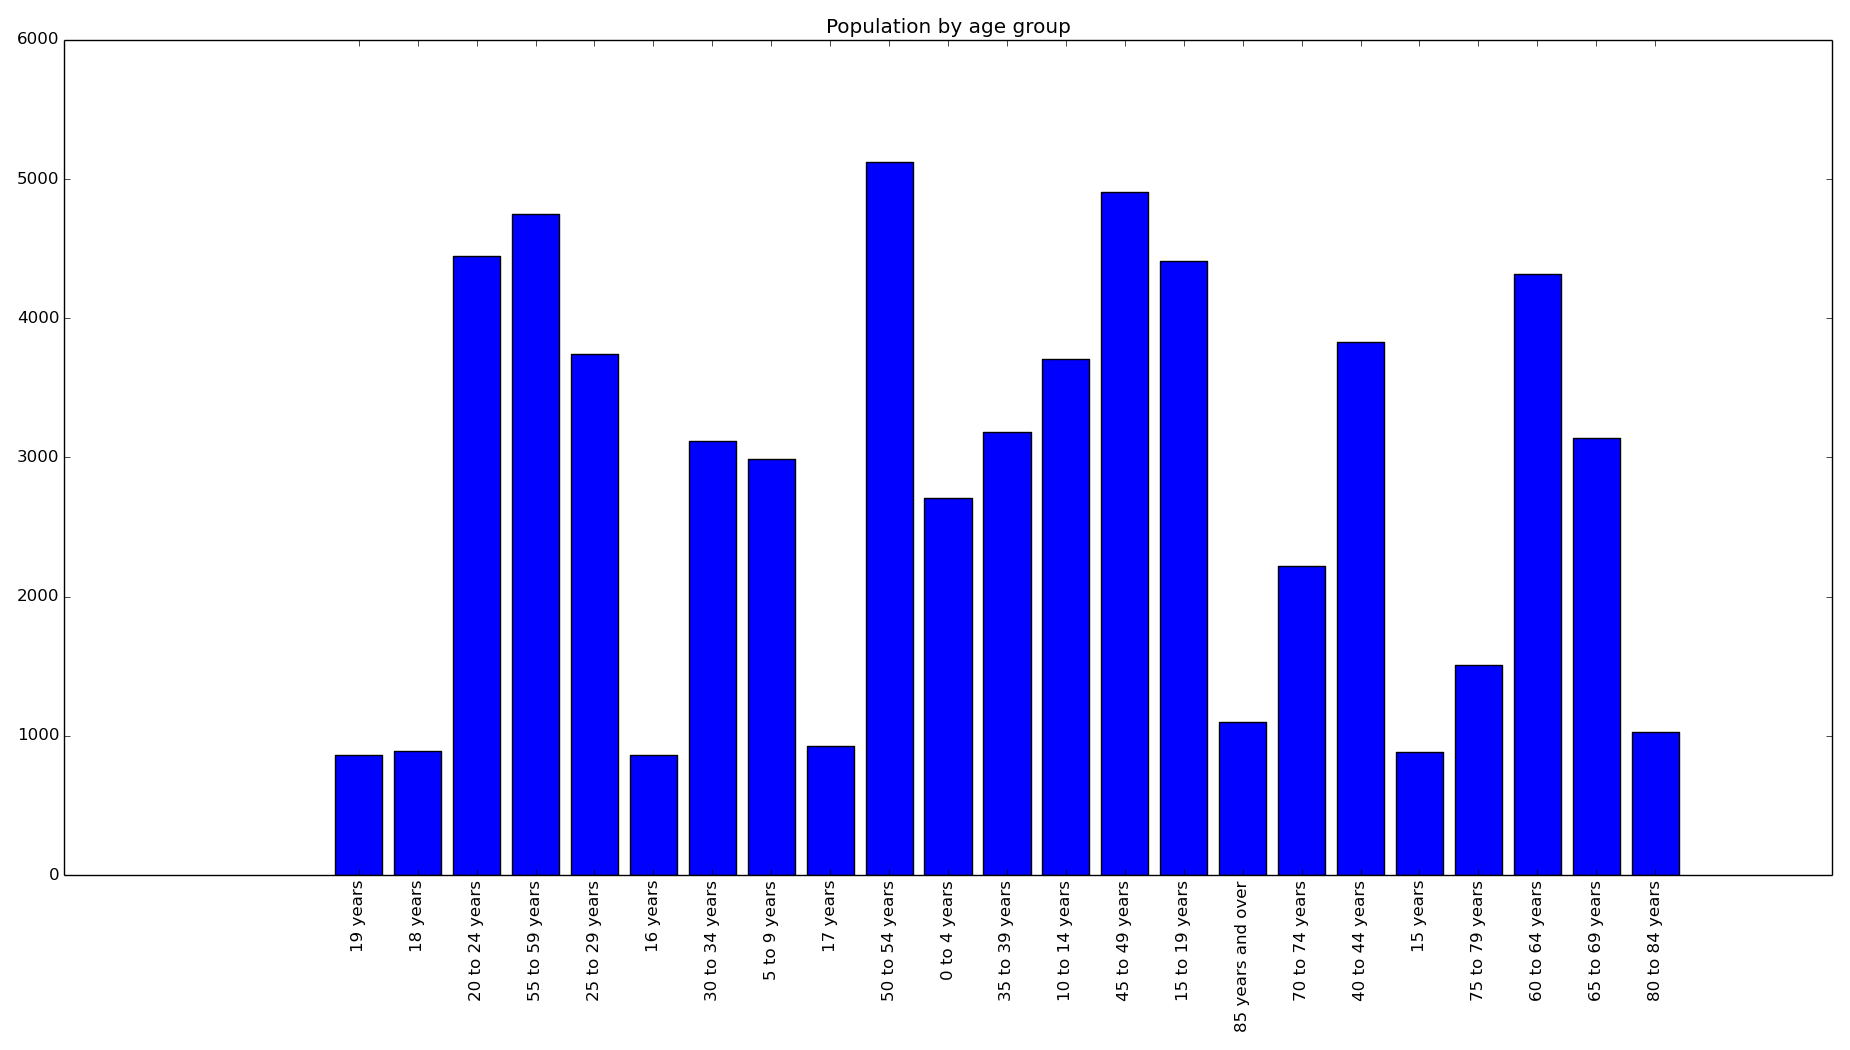 Population by age group
6000
5000
4000
3000
2000
1000
0
19 years
18 years
20 to 24 years
55 to 59 years
25 to 29 years
16 years
30 to 34 years
5 to 9 years
17 years
50 to 54 years
0 to 4 years
35 to 39 years
10 to 14 years
45 to 49 years
15 to 19 years
85 years and over
70 to 74 years
40 to 44 years
15 years
75 to 79 years
60 to 64 years
65 to 69 years
80 to 84 years